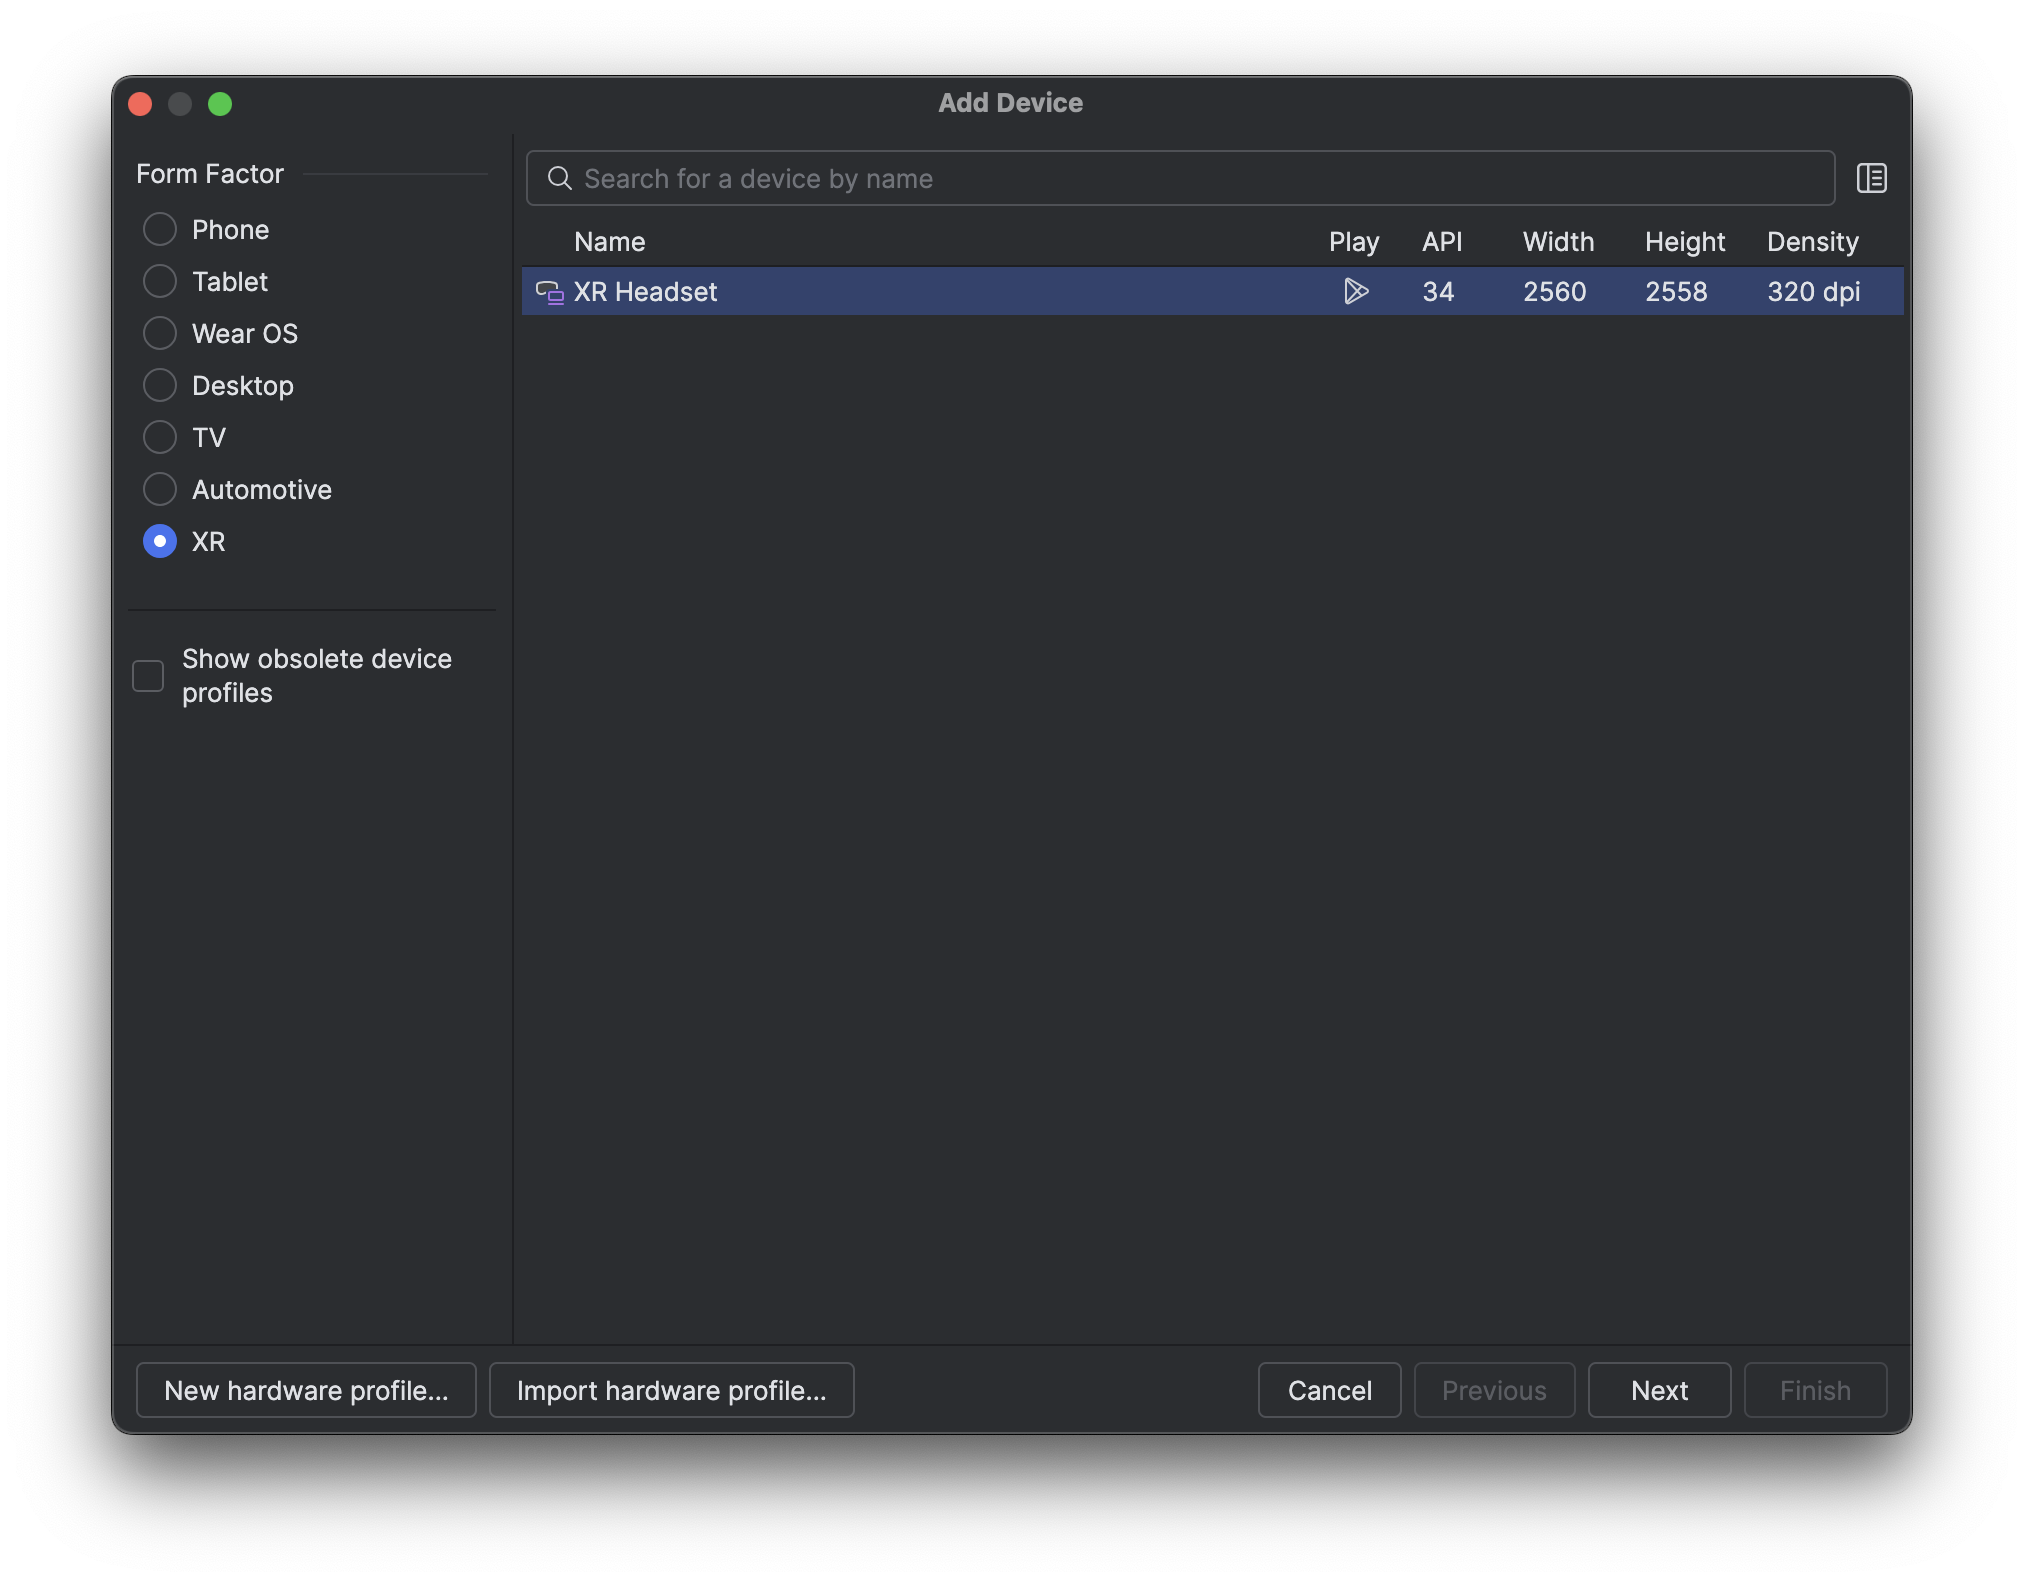 Add Device
Form Factor
Phone
Tablet
Wear OS
Desktop
TV
Automotive
XR
Show obsolete device
profiles
Search for a device by name
Name Play API Width Height Density
XR Headset 34 2560 2558 320 dpi
New hardware profile... Import hardware profile... Cancel Previous Next Finish